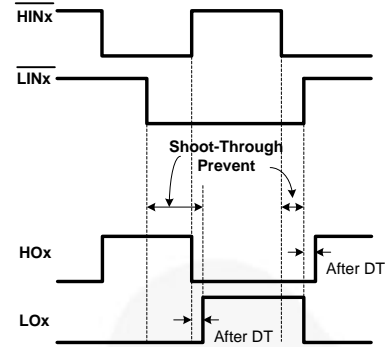 HINx
LINx
Shoot-Through
Prevent
HOx
After DT
LOx
After DT